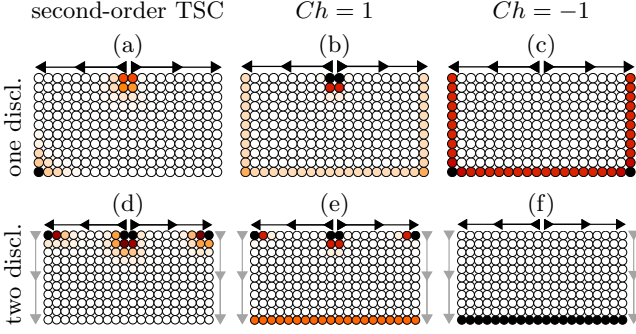 second-order TSC
Ch = 1
Ch = −1
(a)
(b)
(c)
one discl.
(d)
(e)
(f)
two discl.